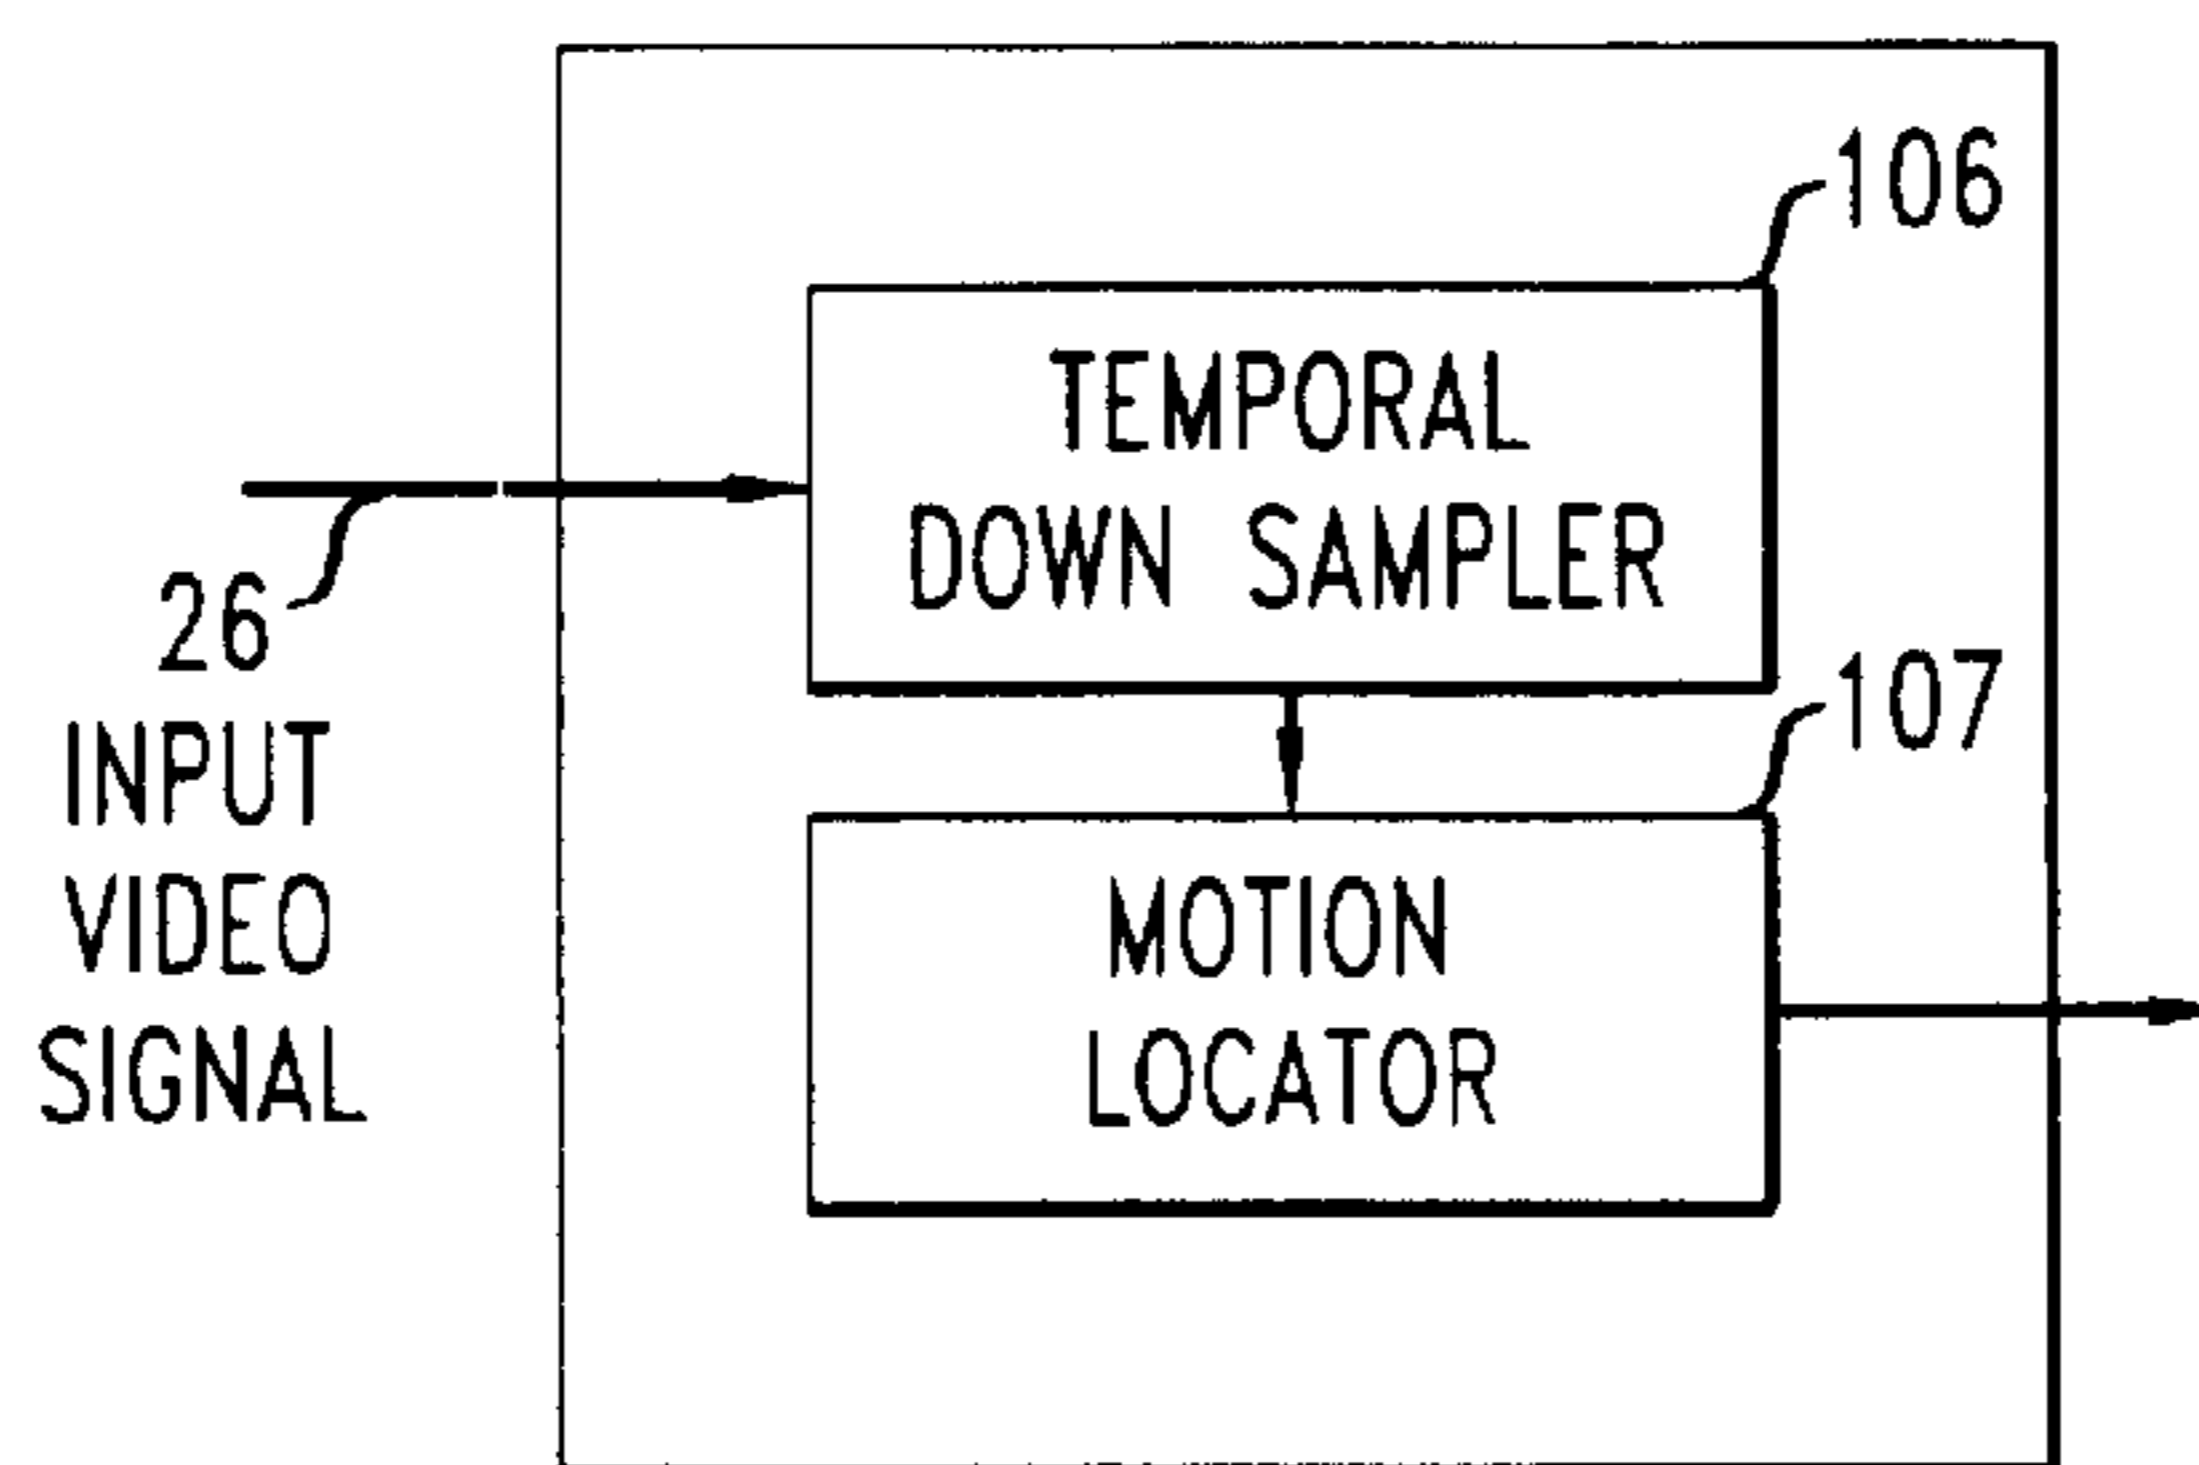 106
TEMPORAL
DOWN SAMPLER
26
INPUT
VIDEO
SIGNAL
107
MOTION
LOCATOR